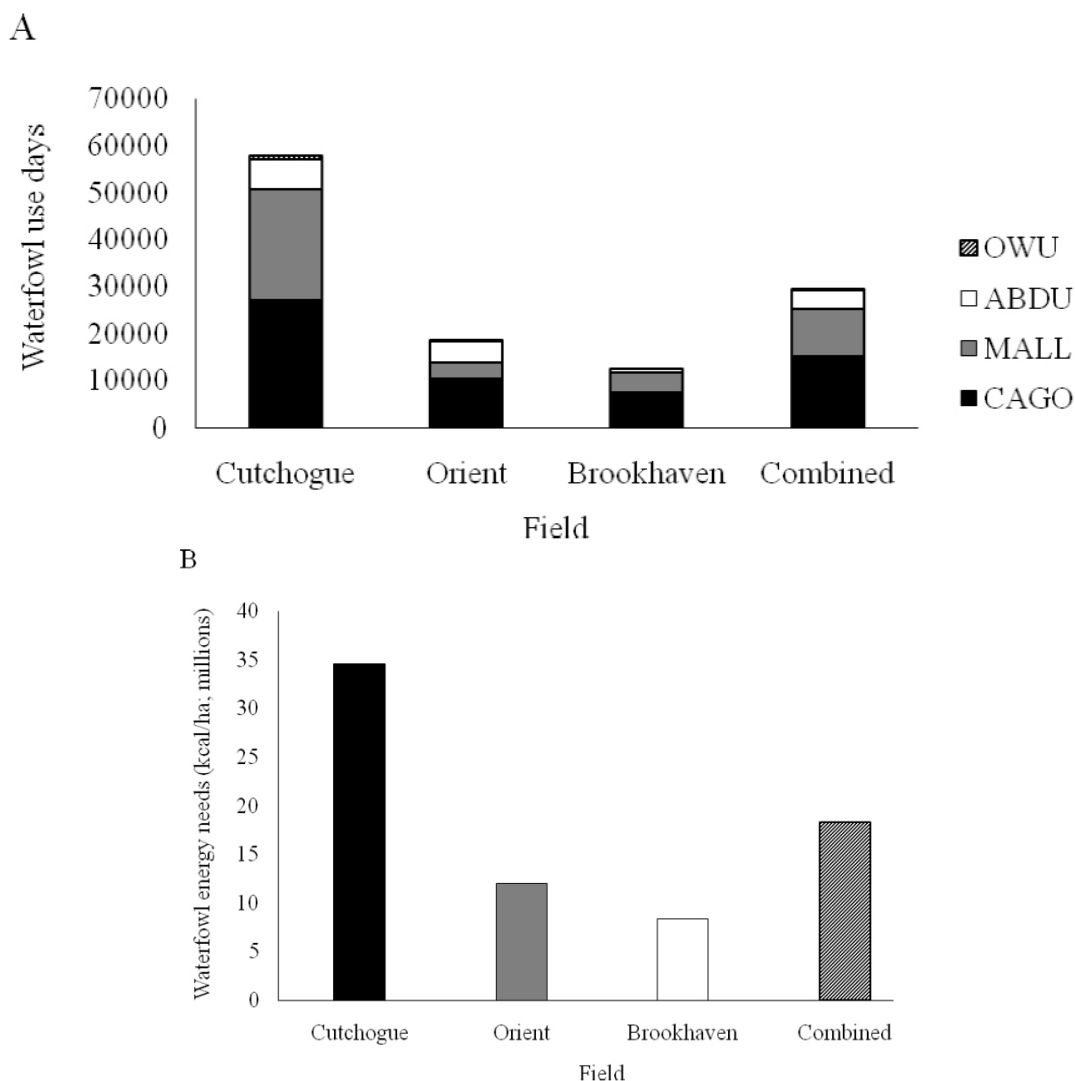 A
Waterfowl use days
70000
60000
50000
40000
30000
20000
10000
0
Cutchogue Orient Brookhaven Combined
Field
OWU
ABDU
MALL
CAGO
B
Waterfowl energy needs (kcal/ha; millions)
40
35
30
25
20
15
10
5
0
Cutchogue Orient Brookhaven Combined
Field